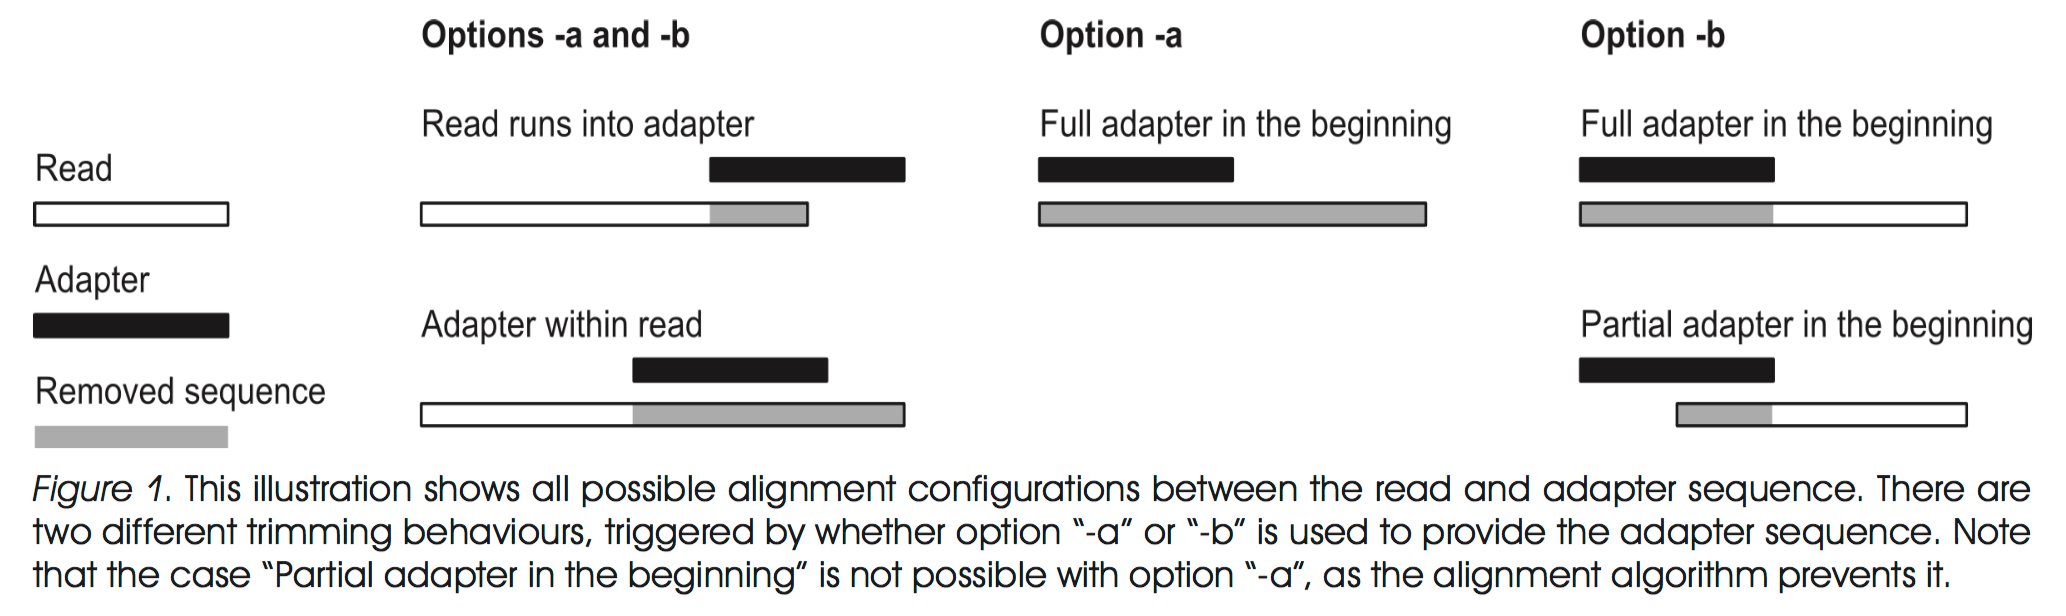 Options -a and -b
Option -a
Option -b
Read runs into adapter
Full adapter in the beginning
Full adapter in the beginning
Read
Adapter
Adapter within read
Partial adapter in the beginning
Removed sequence
Figure 1. This illustration shows all possible alignment configurations between the read and adapter sequence. There are
two different trimming behaviours, triggered by whether option “-a” or “-b” is used to provide the adapter sequence. Note
that the case “Partial adapter in the beginning” is not possible with option “-a”, as the alignment algorithm prevents it.